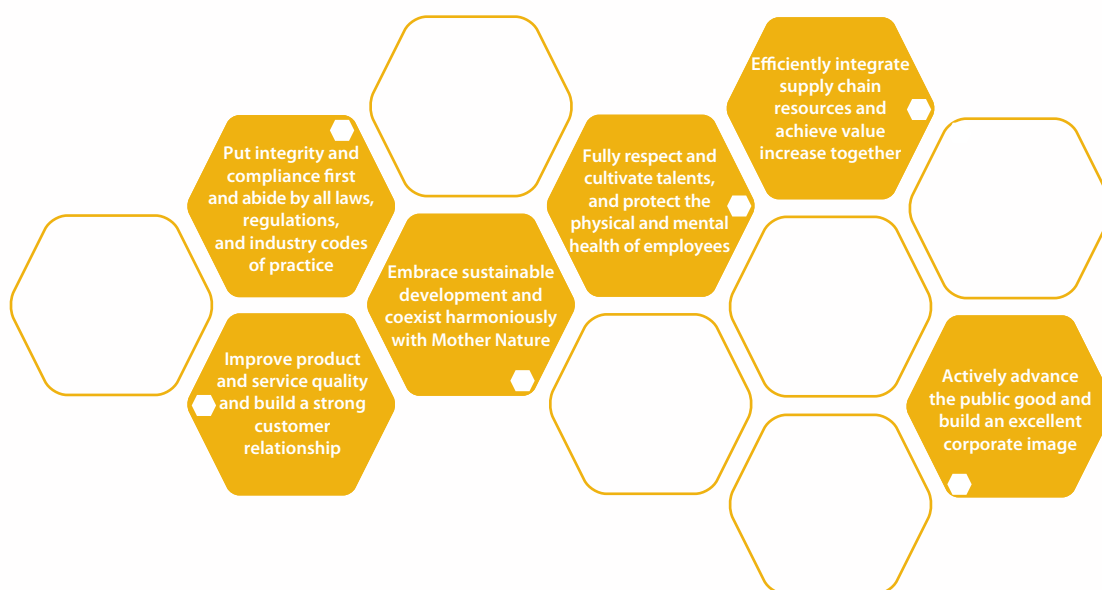 Put integrity and
compliance first
and abide by all laws,
regulations,
and industry codes
of practice
Improve product
and service quality
and build a strong
customer
relationship
Embrace sustainable
development and
coexist harmoniously
with Mother Nature
Fully respect and
cultivate talents,
and protect the
physical and mental
health of employees
Efficiently integrate
supply chain
resources and
achieve value
increase together
Actively advance
the public good and
build an excellent
corporate image